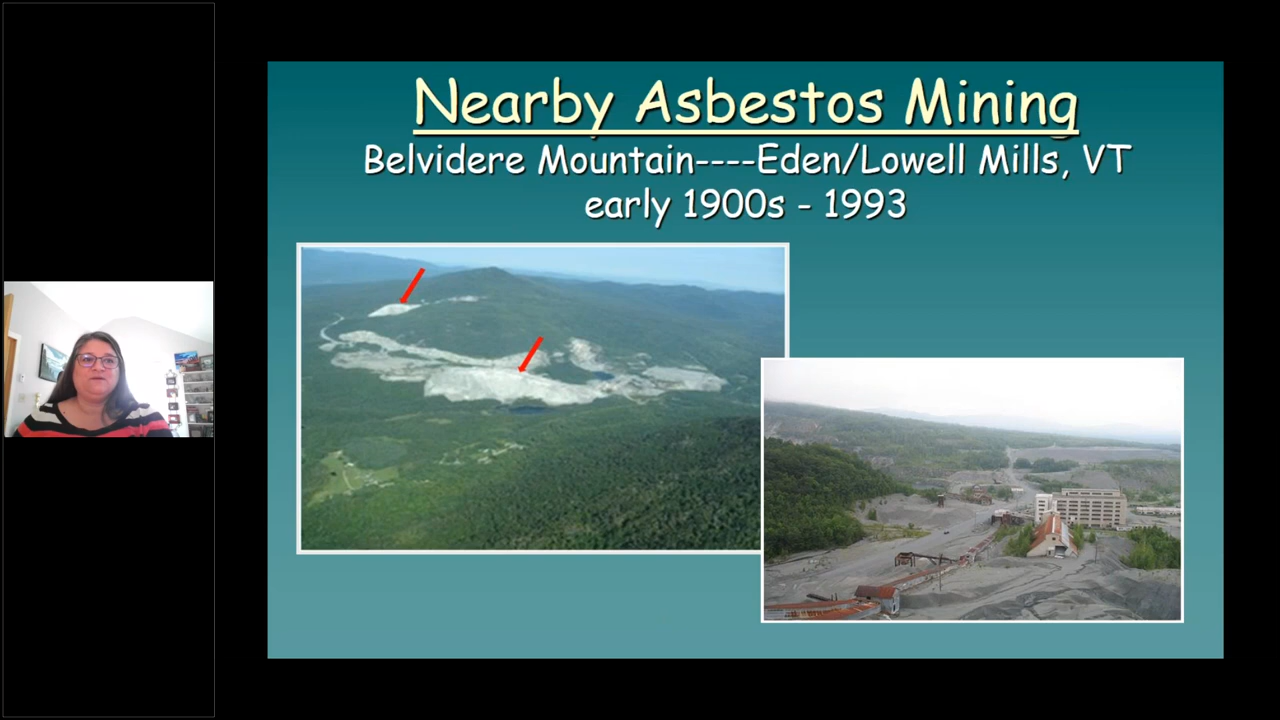 Nearby Asbestos Mining
Belvidere Mountain----Eden/Lowell Mills, VT
early 1900s - 1993